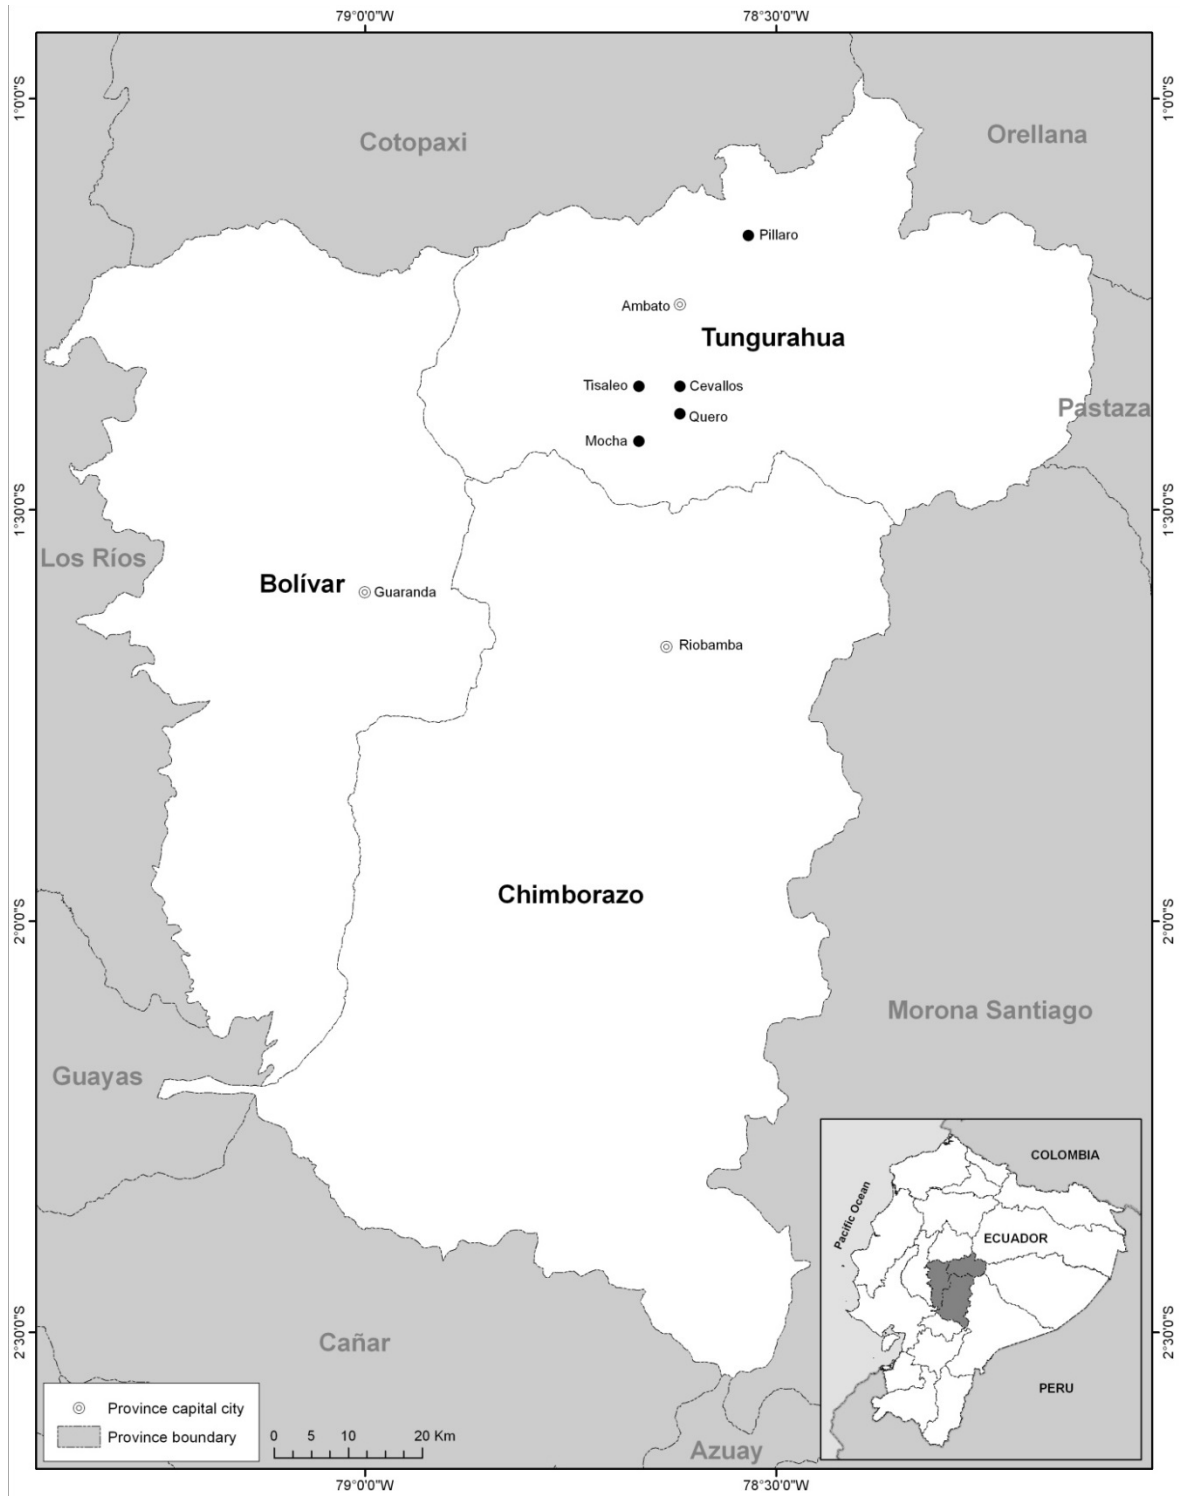 79°0'0"W
78°30'0"W
1°0'0"S
1°0'0"S
Cotopaxi
Orellana
Pillaro
Ambato
Tungurahua
Tisaleo
Cevallos
Pastaza
Quero
Mocha
1°30'0"S
1°30'0"S
Los Ríos
Bolívar
Guaranda
Riobamba
Chimborazo
2°0'0"S
2°0'0"S
Morona Santiago
Guayas
COLOMBIA
Pacific Ocean
ECUADOR
2°30'0"S
2°30'0"S
Cañar
PERU
Province capital city
Province boundary
0 5 10 20 Km
Azuay
79°0'0"W
78°30'0"W